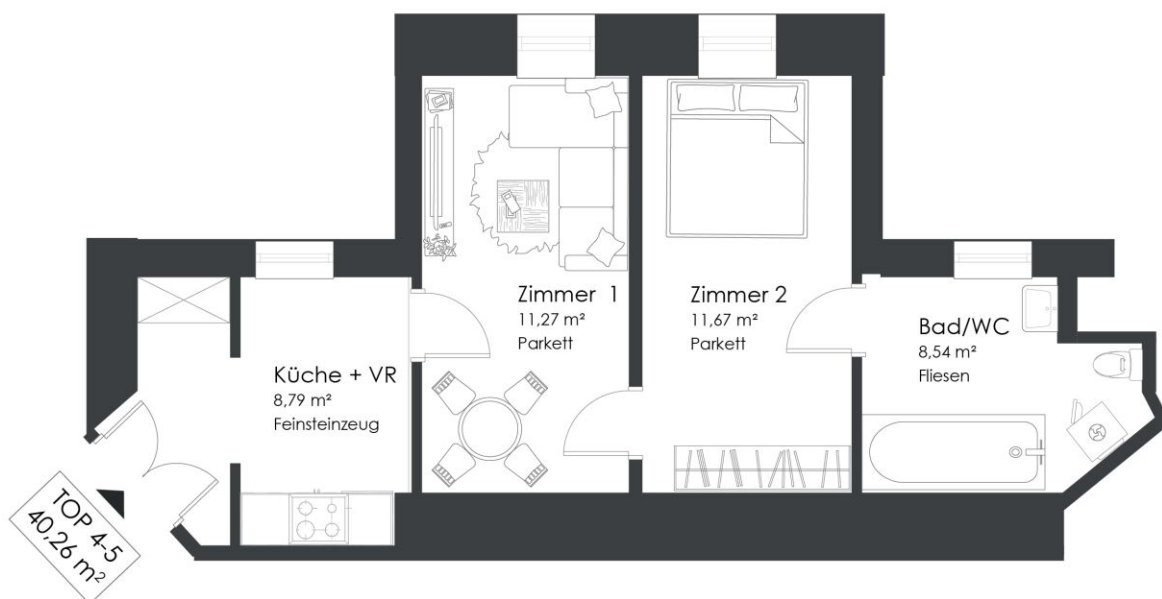 Zimmer 1
11,27 m²
Parkett
Zimmer 2
11,67 m²
Parkett
Bad/WC
8,54 m²
Fliesen
Küche + VR
8,79 m²
Feinsteinzeug
TOP 4-5
40,26 m²